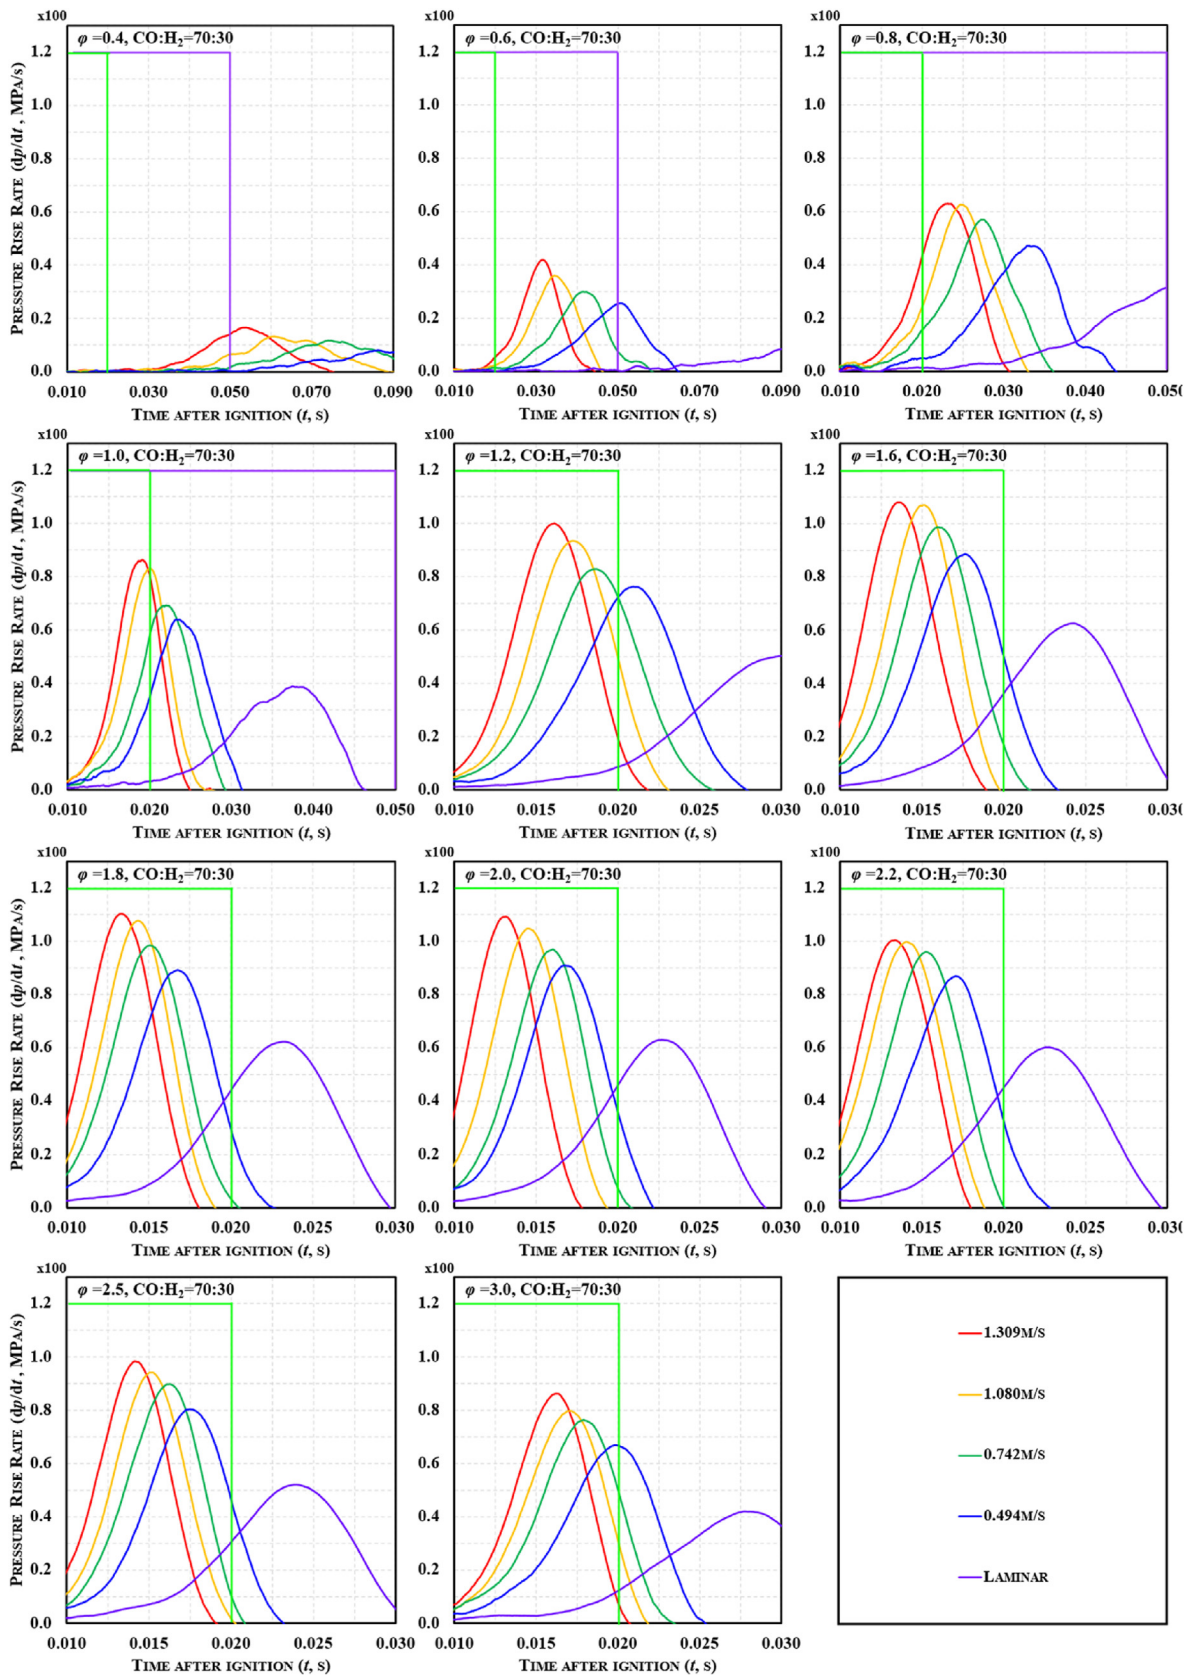 x100 x100 x100
φ =0.4, CO:H₂=70:30 φ =0.6, CO:H₂=70:30 φ =0.8, CO:H₂=70:30
PRESSURE RISE RATE (dp/dt, MPA/S)
1.2 1.2 1.2
1.0 1.0 1.0
0.8 0.8 0.8
0.6 0.6 0.6
0.4 0.4 0.4
0.2 0.2 0.2
0.0 0.0 0.0
0.010 0.030 0.050 0.070 0.090 0.010 0.030 0.050 0.070 0.090 0.010 0.020 0.030 0.040 0.050
TIME AFTER IGNITION (t, S) TIME AFTER IGNITION (t, S) TIME AFTER IGNITION (t, S)
x100 x100 x100
φ =1.0, CO:H₂=70:30 φ =1.2, CO:H₂=70:30 φ =1.6, CO:H₂=70:30
PRESSURE RISE RATE (dp/dt, MPA/S)
1.2 1.2 1.2
1.0 1.0 1.0
0.8 0.8 0.8
0.6 0.6 0.6
0.4 0.4 0.4
0.2 0.2 0.2
0.0 0.0 0.0
0.010 0.020 0.030 0.040 0.050 0.010 0.015 0.020 0.025 0.030 0.010 0.015 0.020 0.025 0.030
TIME AFTER IGNITION (t, S) TIME AFTER IGNITION (t, S) TIME AFTER IGNITION (t, S)
x100 x100 x100
φ =1.8, CO:H₂=70:30 φ =2.0, CO:H₂=70:30 φ =2.2, CO:H₂=70:30
PRESSURE RISE RATE (dp/dt, MPA/S)
1.2 1.2 1.2
1.0 1.0 1.0
0.8 0.8 0.8
0.6 0.6 0.6
0.4 0.4 0.4
0.2 0.2 0.2
0.0 0.0 0.0
0.010 0.015 0.020 0.025 0.030 0.010 0.015 0.020 0.025 0.030 0.010 0.015 0.020 0.025 0.030
TIME AFTER IGNITION (t, S) TIME AFTER IGNITION (t, S) TIME AFTER IGNITION (t, S)
x100 x100
φ =2.5, CO:H₂=70:30 φ =3.0, CO:H₂=70:30
PRESSURE RISE RATE (dp/dt, MPA/S)
1.2 1.2
1.0 1.0
0.8 0.8
0.6 0.6
0.4 0.4
0.2 0.2
0.0 0.0
0.010 0.015 0.020 0.025 0.030 0.010 0.015 0.020 0.025 0.030
TIME AFTER IGNITION (t, S) TIME AFTER IGNITION (t, S)
1.309M/S
1.080M/S
0.742M/S
0.494M/S
LAMINAR